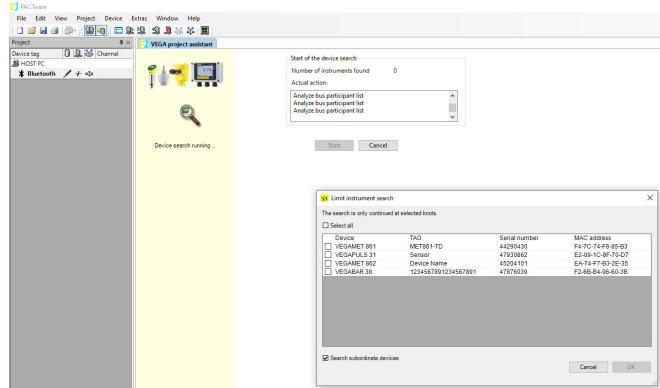 PACTware
File Edit View Project Device Extras Window Help
Project
VEGA project assistant
Device tag Channel
HOST PC
Bluetooth
Start of the device search
Number of instruments found 0
Actual action:
Analyze bus participant list
Analyze bus participant list
Analyze bus participant list
Device search running ..
Start Cancel
Limit instrument search
The search is only continued at selected knots.
Select all
Device TAG Serial number MAC address
VEGAMET 861 MET861-TD 44290430 F4-7C-74-F8-85-B3
VEGAPULS 31 Sensor 47930862 E2-09-1C-8F-70-D7
VEGAMET 862 Device Name 45204101 EA-74-F7-B3-2E-35
VEGABAR 38 1234567891234567891 47876039 F2-6B-B4-96-60-3B
Search subordinate devices
Cancel OK